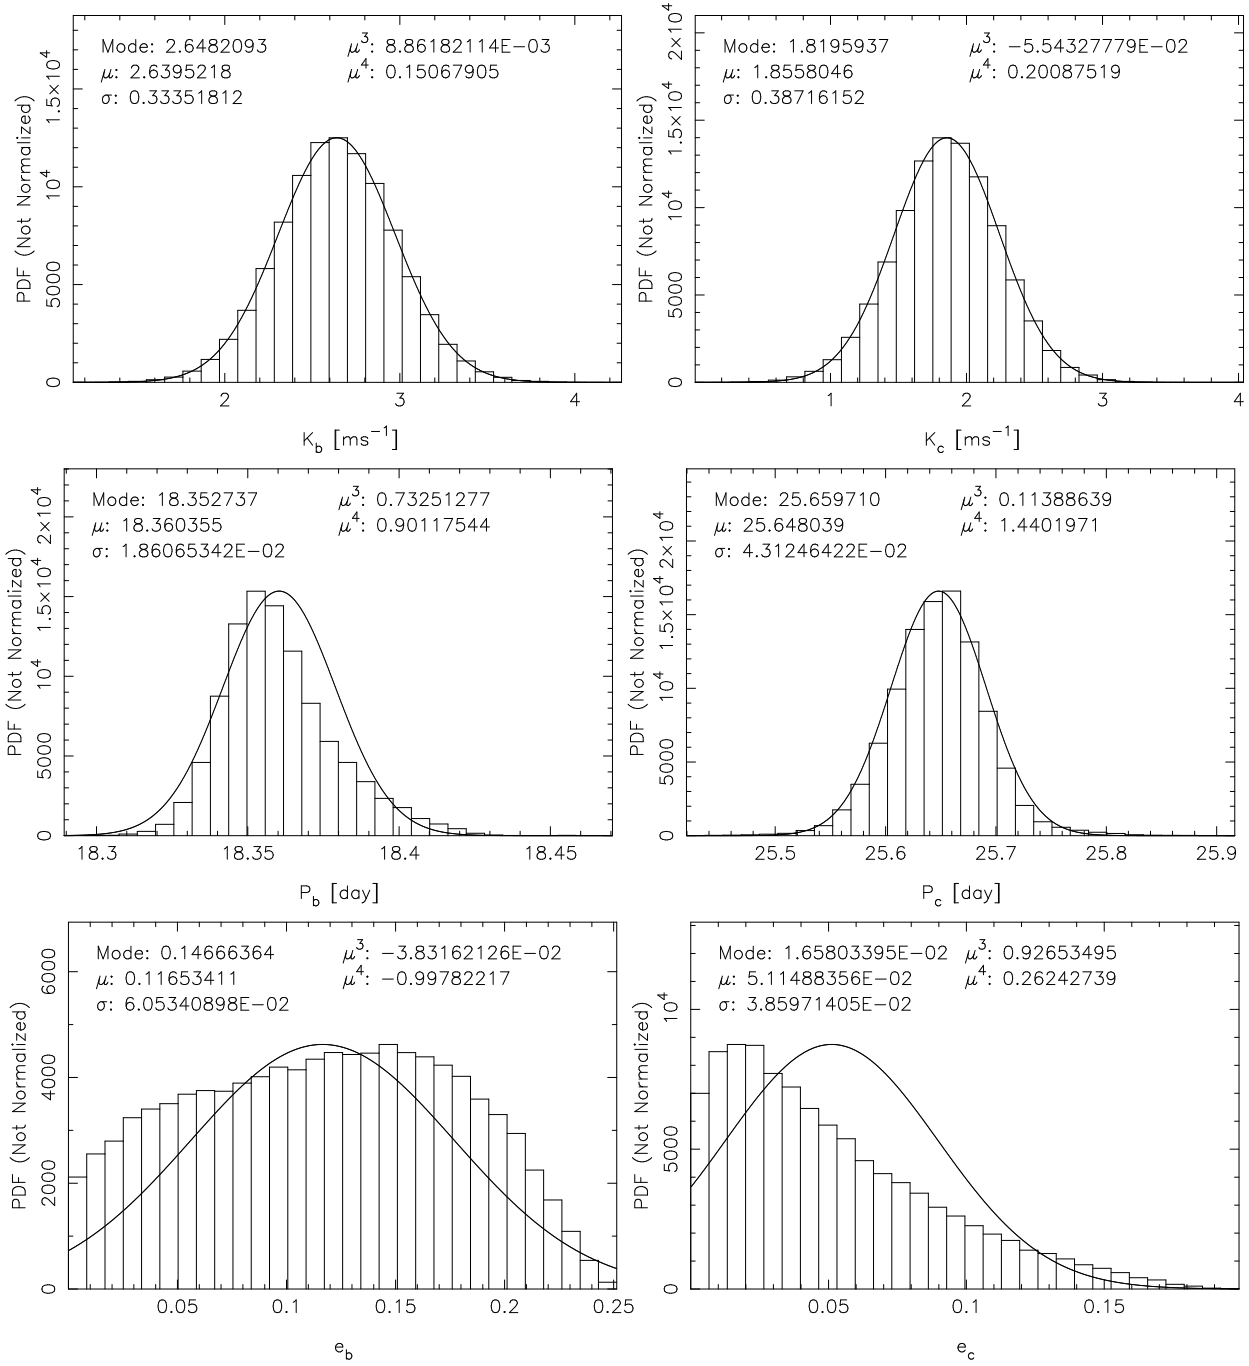 Mode: 2.6482093 μ³: 8.86182114E−03
μ: 2.6395218 μ⁴: 0.15067905
σ: 0.33351812
PDF (Not Normalized)
0 5000 10⁴ 1.5×10⁴
2 3 4
K_b [ms⁻¹]
Mode: 1.8195937 μ³: −5.54327779E−02
μ: 1.8558046 μ⁴: 0.20087519
σ: 0.38716152
PDF (Not Normalized)
0 5000 10⁴ 1.5×10⁴ 2×10⁴
1 2 3 4
K_c [ms⁻¹]
Mode: 18.352737 μ³: 0.73251277
μ: 18.360355 μ⁴: 0.90117544
σ: 1.86065342E−02
PDF (Not Normalized)
0 5000 10⁴ 1.5×10⁴ 2×10⁴
18.3 18.35 18.4 18.45
P_b [day]
Mode: 25.659710 μ³: 0.11388639
μ: 25.648039 μ⁴: 1.4401971
σ: 4.31246422E−02
PDF (Not Normalized)
0 5000 10⁴ 1.5×10⁴ 2×10⁴
25.5 25.6 25.7 25.8 25.9
P_c [day]
Mode: 0.14666364 μ³: −3.83162126E−02
μ: 0.11653411 μ⁴: −0.99782217
σ: 6.05340898E−02
PDF (Not Normalized)
0 2000 4000 6000
0.05 0.1 0.15 0.2 0.25
e_b
Mode: 1.65803395E−02 μ³: 0.92653495
μ: 5.11488356E−02 μ⁴: 0.26242739
σ: 3.85971405E−02
PDF (Not Normalized)
0 5000 10⁴
0.05 0.1 0.15
e_c